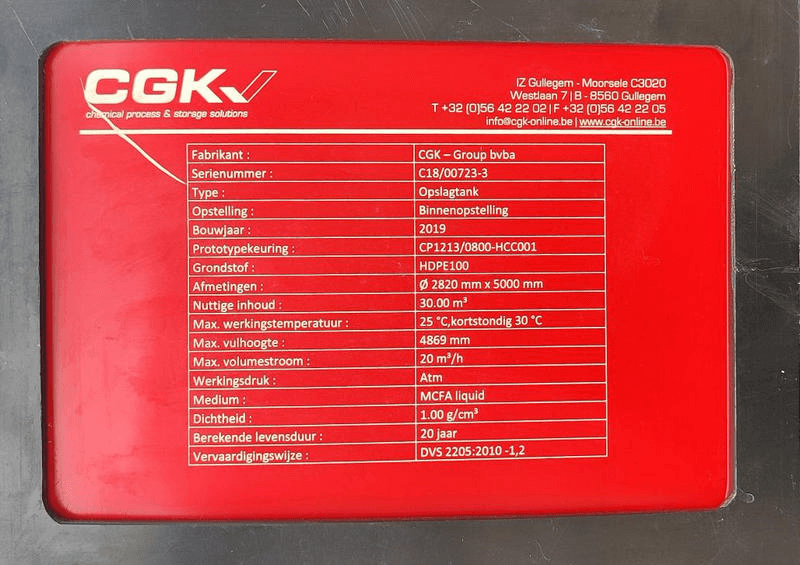 CGK
chemical process & storage solutions
IZ Gullegem - Moorsele C3020
Westlaan 7 | B - 8560 Gullegem
T +32 (0)56 42 22 02 | F +32 (0)56 42 22 05
info@cgk-online.be | www.cgk-online.be
Fabrikant : CGK – Group bvba
Serienummer : C18/00723-3
Type : Opslagtank
Opstelling : Binnenopstelling
Bouwjaar : 2019
Prototypekeuring : CP1213/0800-HCC001
Grondstof : HDPE100
Afmetingen : Ø 2820 mm x 5000 mm
Nuttige inhoud : 30.00 m³
Max. werkingstemperatuur : 25 °C,kortstondig 30 °C
Max. vulhoogte : 4869 mm
Max. volumestroom : 20 m³/h
Werkingsdruk : Atm
Medium : MCFA liquid
Dichtheid : 1.00 g/cm³
Berekende levensduur : 20 jaar
Vervaardigingswijze : DVS 2205:2010 -1,2